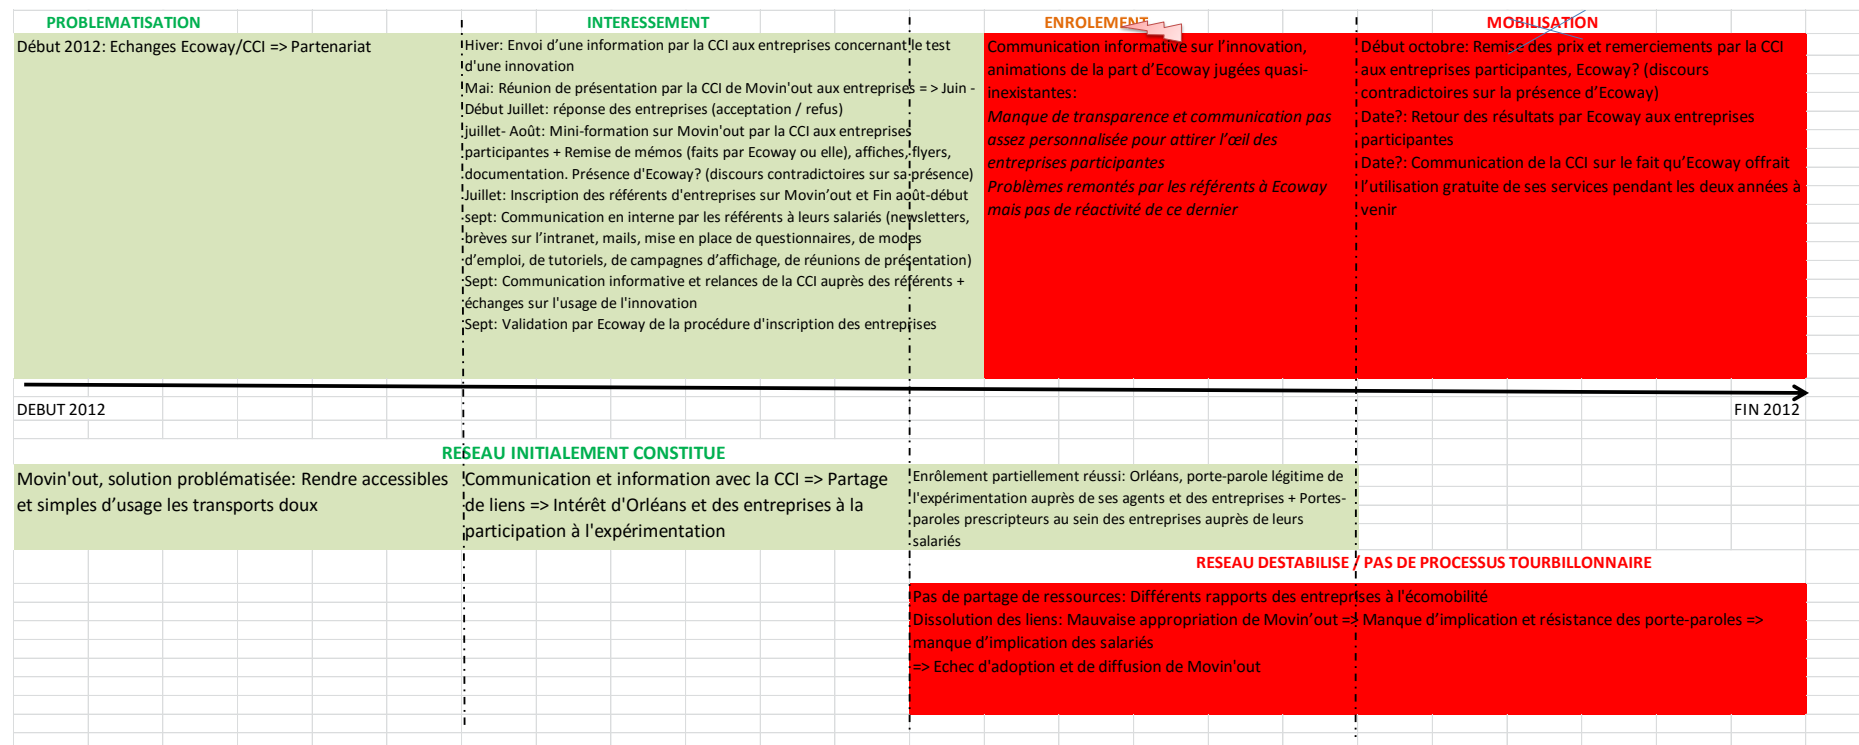 PROBLEMATISATION
INTERESSEMENT
ENROLEMENT
MOBILISATION
Début 2012: Echanges Ecoway/CCI => Partenariat
Hiver: Envoi d’une information par la CCI aux entreprises concernant le test
d'une innovation
Mai: Réunion de présentation par la CCI de Movin'out aux entreprises = > Juin -
Début Juillet: réponse des entreprises (acceptation / refus)
juillet- Août: Mini-formation sur Movin'out par la CCI aux entreprises
participantes + Remise de mémos (faits par Ecoway ou elle), affiches, flyers,
documentation. Présence d'Ecoway? (discours contradictoires sur sa présence)
Juillet: Inscription des référents d'entreprises sur Movin’out et Fin août-début
sept: Communication en interne par les référents à leurs salariés (newsletters,
brèves sur l’intranet, mails, mise en place de questionnaires, de modes
d’emploi, de tutoriels, de campagnes d’affichage, de réunions de présentation)
Sept: Communication informative et relances de la CCI auprès des référents +
échanges sur l'usage de l'innovation
Sept: Validation par Ecoway de la procédure d'inscription des entreprises
Communication informative sur l’innovation,
animations de la part d’Ecoway jugées quasi-
inexistantes:
Manque de transparence et communication pas
assez personnalisée pour attirer l’œil des
entreprises participantes
Problèmes remontés par les référents à Ecoway
mais pas de réactivité de ce dernier
Début octobre: Remise des prix et remerciements par la CCI
aux entreprises participantes, Ecoway? (discours
contradictoires sur la présence d’Ecoway)
Date?: Retour des résultats par Ecoway aux entreprises
participantes
Date?: Communication de la CCI sur le fait qu’Ecoway offrait
l’utilisation gratuite de ses services pendant les deux années à
venir
DEBUT 2012
FIN 2012
RESEAU INITIALEMENT CONSTITUE
Movin'out, solution problématisée: Rendre accessibles
et simples d’usage les transports doux
Communication et information avec la CCI => Partage
de liens => Intérêt d'Orléans et des entreprises à la
participation à l'expérimentation
Enrôlement partiellement réussi: Orléans, porte-parole légitime de
l'expérimentation auprès de ses agents et des entreprises + Portes-
paroles prescripteurs au sein des entreprises auprès de leurs
salariés
RESEAU DESTABILISE / PAS DE PROCESSUS TOURBILLONNAIRE
Pas de partage de ressources: Différents rapports des entreprises à l'écomobilité
Dissolution des liens: Mauvaise appropriation de Movin’out => Manque d’implication et résistance des porte-paroles =>
manque d’implication des salariés
=> Echec d'adoption et de diffusion de Movin'out